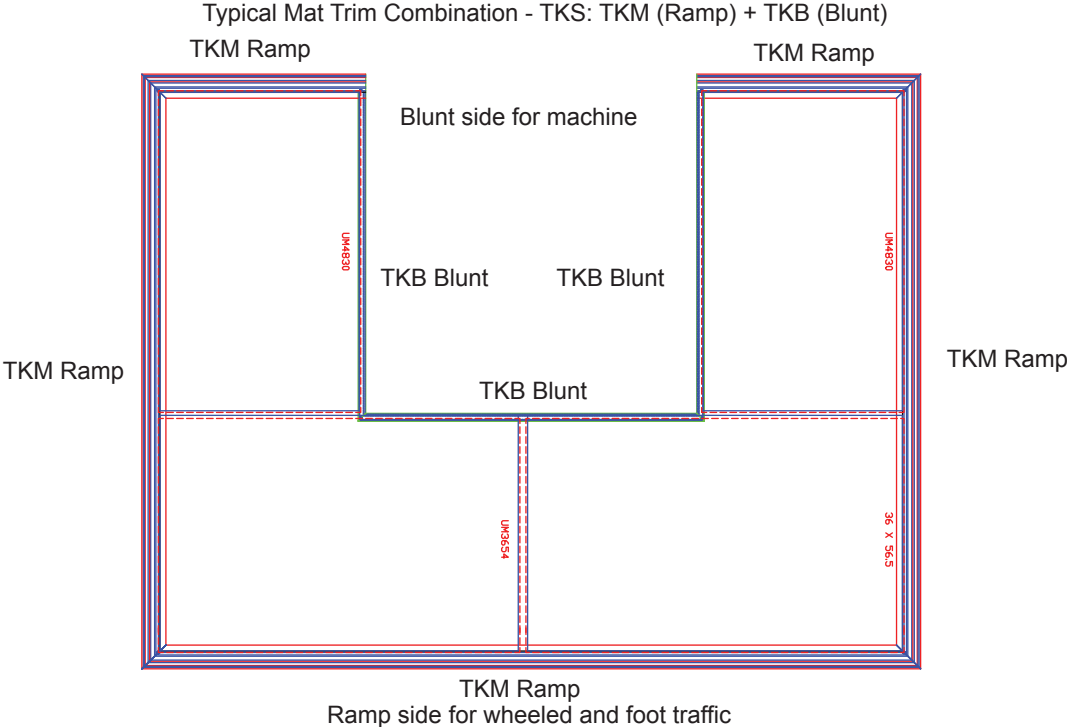 Typical Mat Trim Combination - TKS: TKM (Ramp) + TKB (Blunt)
TKM Ramp
TKM Ramp
Blunt side for machine
UM4830
UM4830
TKB Blunt
TKB Blunt
TKM Ramp
TKM Ramp
TKB Blunt
UM3654
36 X 56.5
TKM Ramp
Ramp side for wheeled and foot traffic